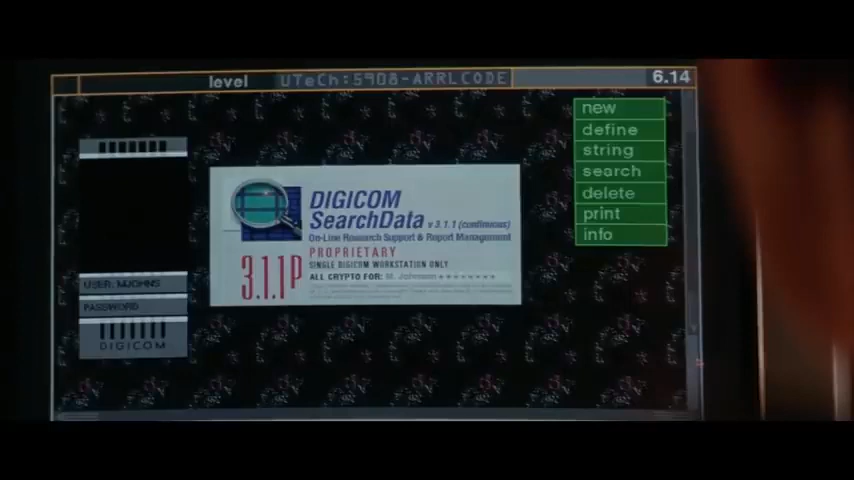 level UTeCh:5908-ARRLCODE 6.14
new
define
string
search
delete
print
info
DIGICOM
SearchData v 3.1.1 (continuous)
On-Line Research Support & Report Management
3.1.1P
PROPRIETARY
SINGLE DIGICOM WORKSTATION ONLY
ALL CRYPTO FOR: M. Johnson ********
USER: MJOHNS
PASSWORD
DIGICOM